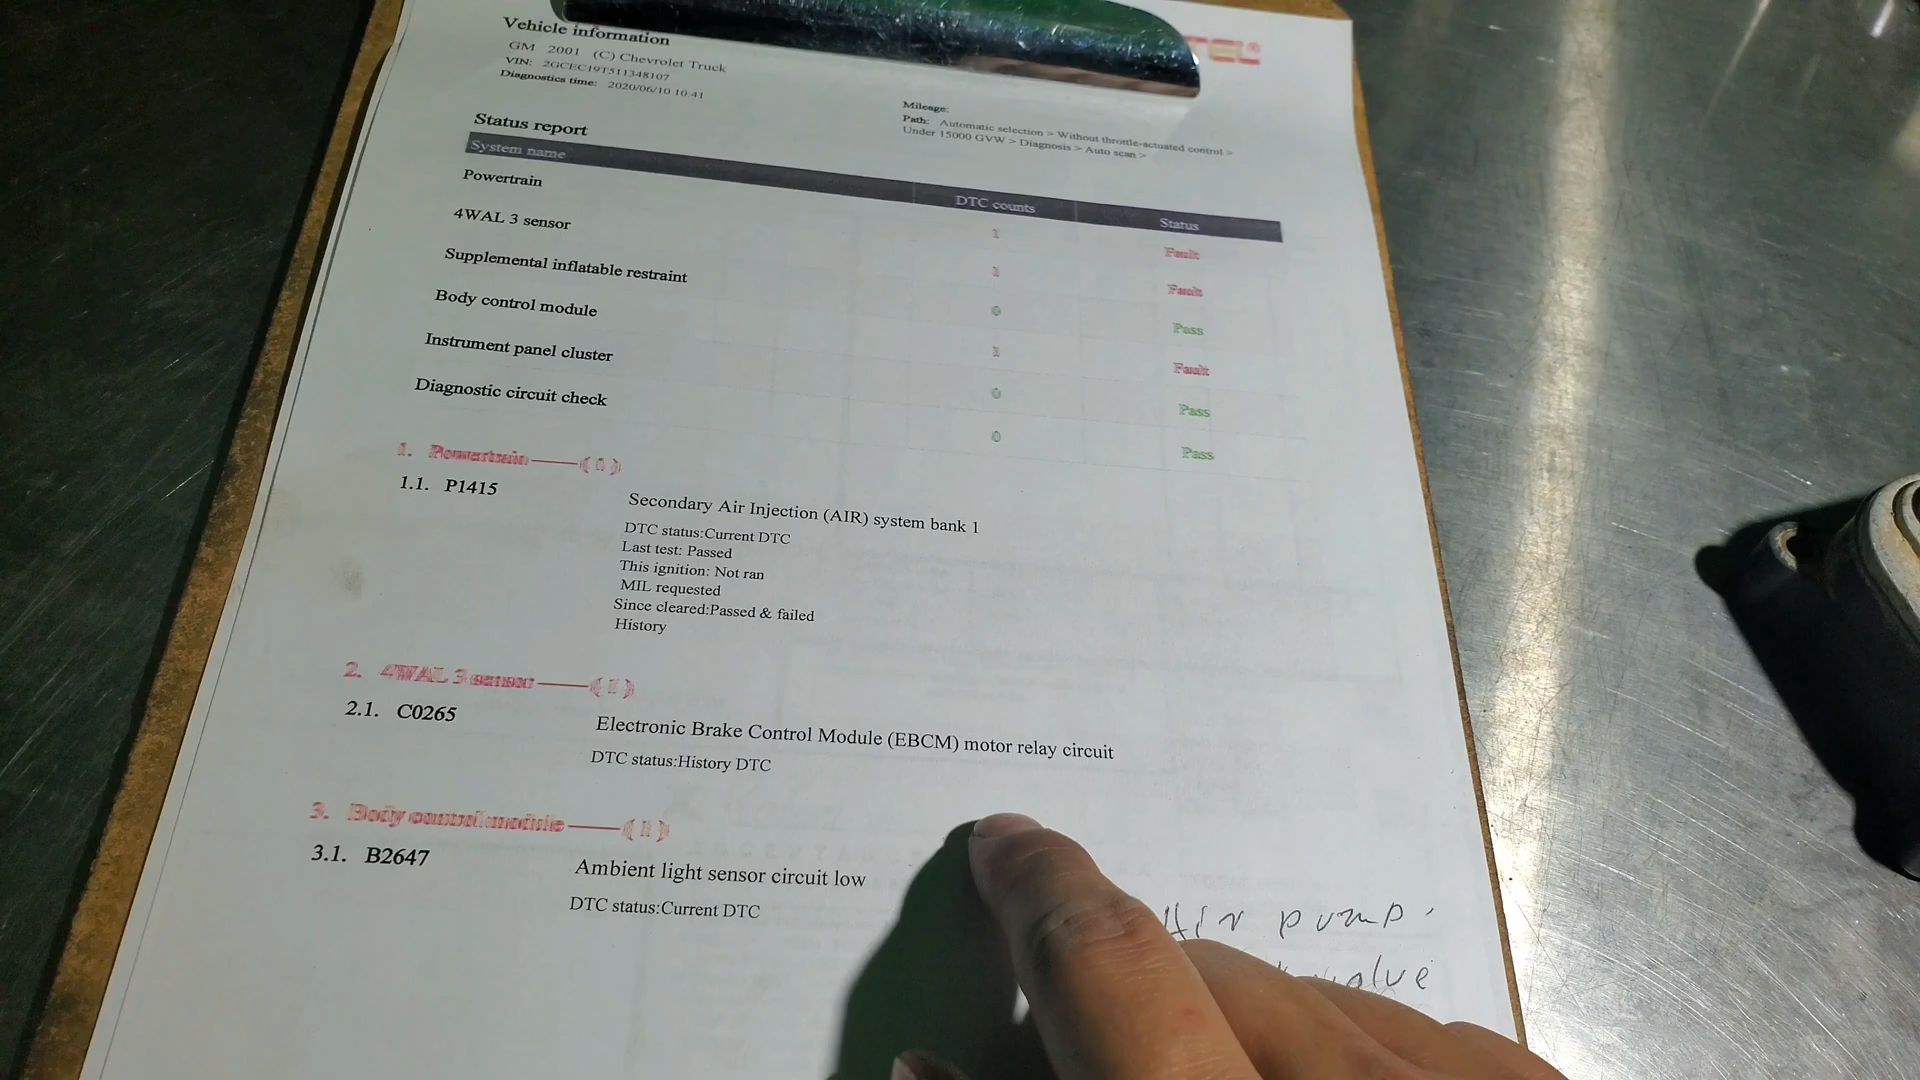 TEL®
Vehicle information
GM 2001 (C) Chevrolet Truck
VIN: 2GCEC19T511348107
Diagnostics time: 2020/06/10 10:41
Mileage:
Path: Automatic selection > Without throttle-actuated control >
Under 15000 GVW > Diagnosis > Auto scan >
Status report
System name DTC counts Status
Powertrain 1 Fault
4WAL 3 sensor 1 Fault
Supplemental inflatable restraint 0 Pass
Body control module 1 Fault
Instrument panel cluster 0 Pass
Diagnostic circuit check 0 Pass
1. Powertrain ——( 1 )
1.1. P1415 Secondary Air Injection (AIR) system bank 1
DTC status:Current DTC
Last test: Passed
This ignition: Not ran
MIL requested
Since cleared:Passed & failed
History
2. 4WAL 3 sensor ——( 1 )
2.1. C0265 Electronic Brake Control Module (EBCM) motor relay circuit
DTC status:History DTC
3. Body control module ——( 1 )
3.1. B2647 Ambient light sensor circuit low
DTC status:Current DTC
Air pump
valve